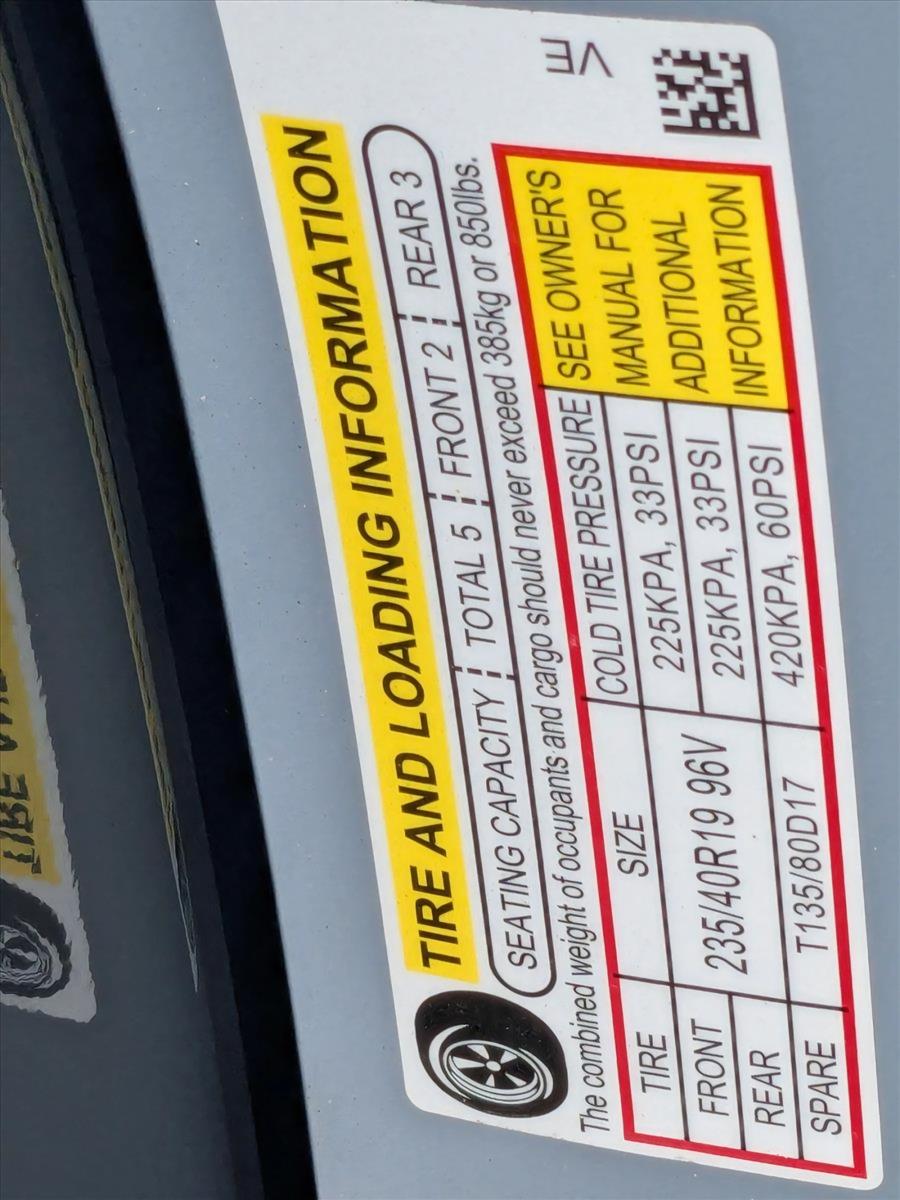 VE
TIRE AND LOADING INFORMATION
SEATING CAPACITY TOTAL 5 FRONT 2 REAR 3
The combined weight of occupants and cargo should never exceed 385kg or 850lbs.
TIRE SIZE COLD TIRE PRESSURE
FRONT 235/40R19 96V 225KPA, 33PSI
REAR 225KPA, 33PSI
SPARE T135/80D17 420KPA, 60PSI
SEE OWNER'S
MANUAL FOR
ADDITIONAL
INFORMATION